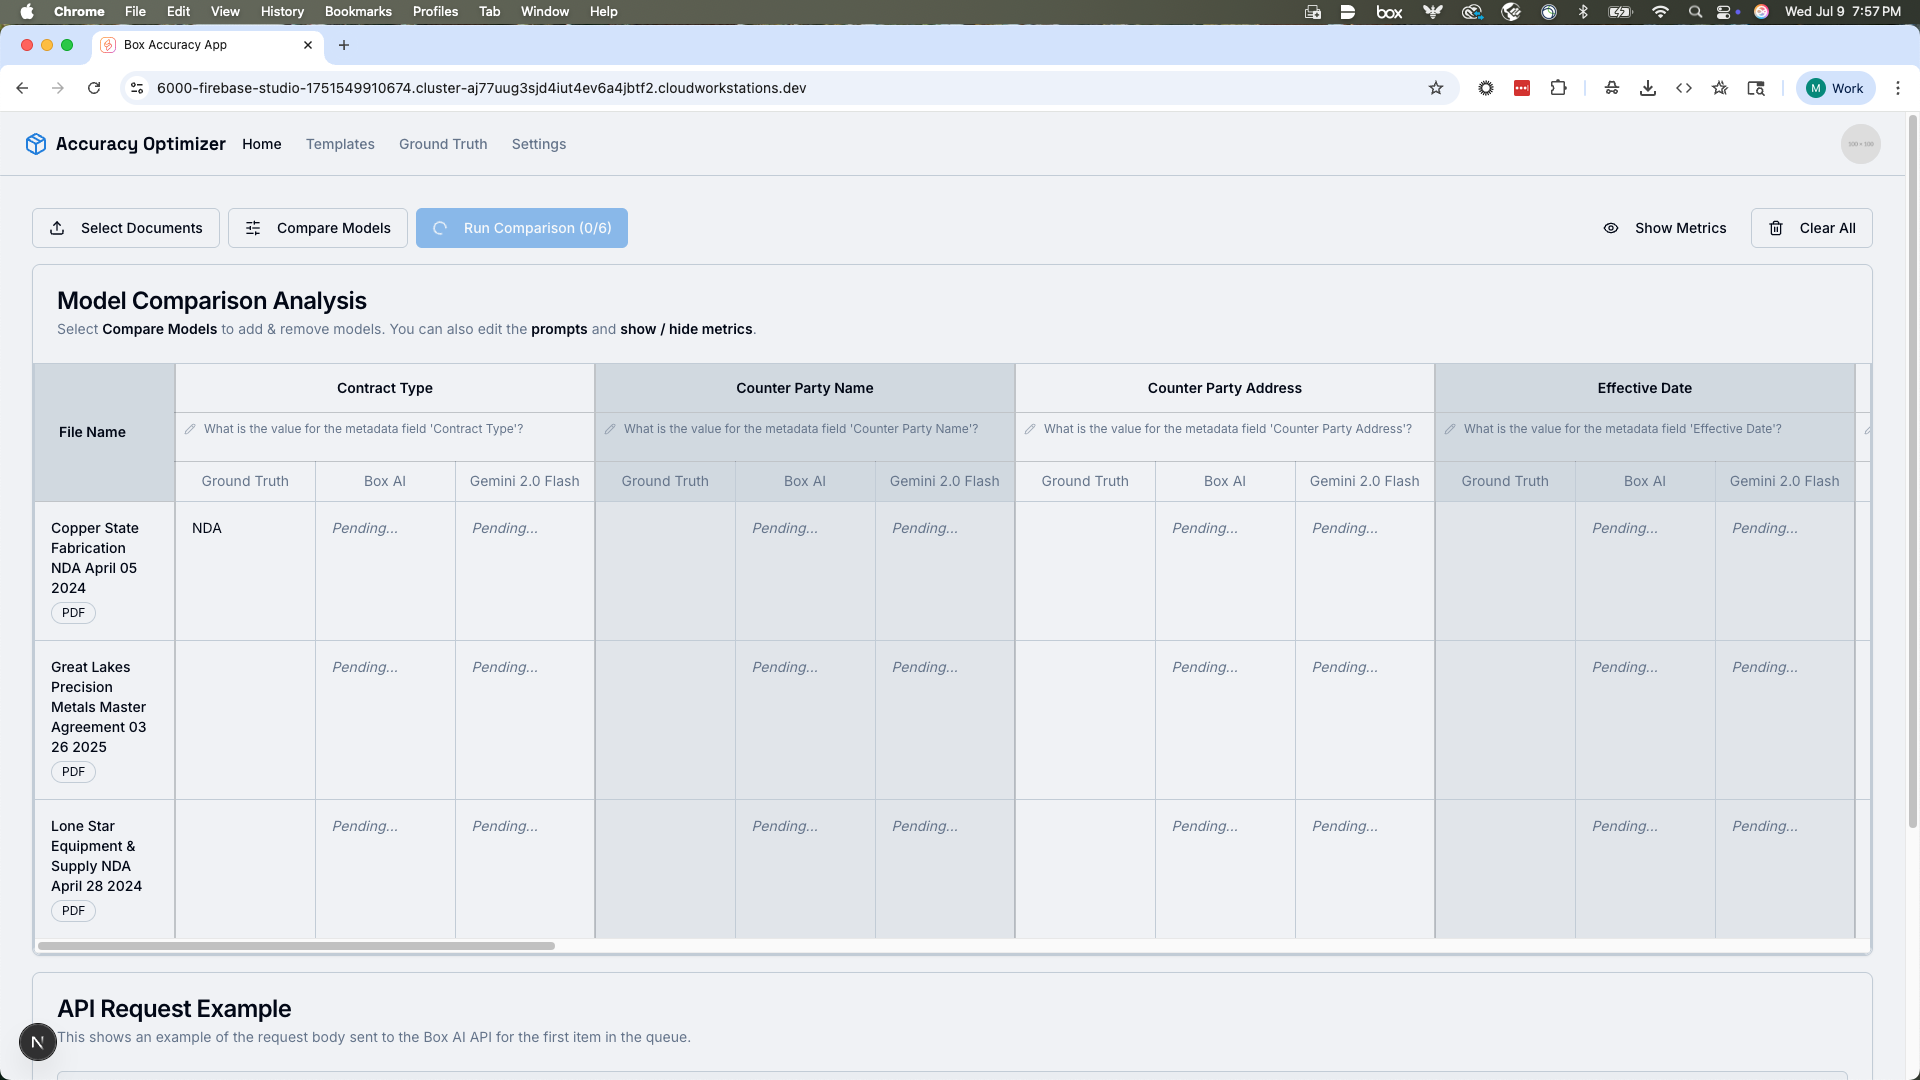 Chrome File Edit View History Bookmarks Profiles Tab Window Help box Wed Jul 9 7:57 PM
Box Accuracy App
6000-firebase-studio-1751549910674.cluster-aj77uug3sjd4iut4ev6a4jbtf2.cloudworkstations.dev M Work
Accuracy Optimizer Home Templates Ground Truth Settings
Select Documents Compare Models Run Comparison (0/6) Show Metrics Clear All
Model Comparison Analysis
Select Compare Models to add & remove models. You can also edit the prompts and show / hide metrics.
File Name Contract Type Counter Party Name Counter Party Address Effective Date
What is the value for the metadata field 'Contract Type'? What is the value for the metadata field 'Counter Party Name'? What is the value for the metadata field 'Counter Party Address'? What is the value for the metadata field 'Effective Date'?
Ground Truth Box AI Gemini 2.0 Flash Ground Truth Box AI Gemini 2.0 Flash Ground Truth Box AI Gemini 2.0 Flash Ground Truth Box AI Gemini 2.0 Flash
Copper State NDA Pending... Pending... Pending... Pending... Pending... Pending... Pending... Pending...
Fabrication
NDA April 05
2024
PDF
Great Lakes Pending... Pending... Pending... Pending... Pending... Pending... Pending... Pending...
Precision
Metals Master
Agreement 03
26 2025
PDF
Lone Star Pending... Pending... Pending... Pending... Pending... Pending... Pending... Pending...
Equipment &
Supply NDA
April 28 2024
PDF
API Request Example
This shows an example of the request body sent to the Box AI API for the first item in the queue.
N